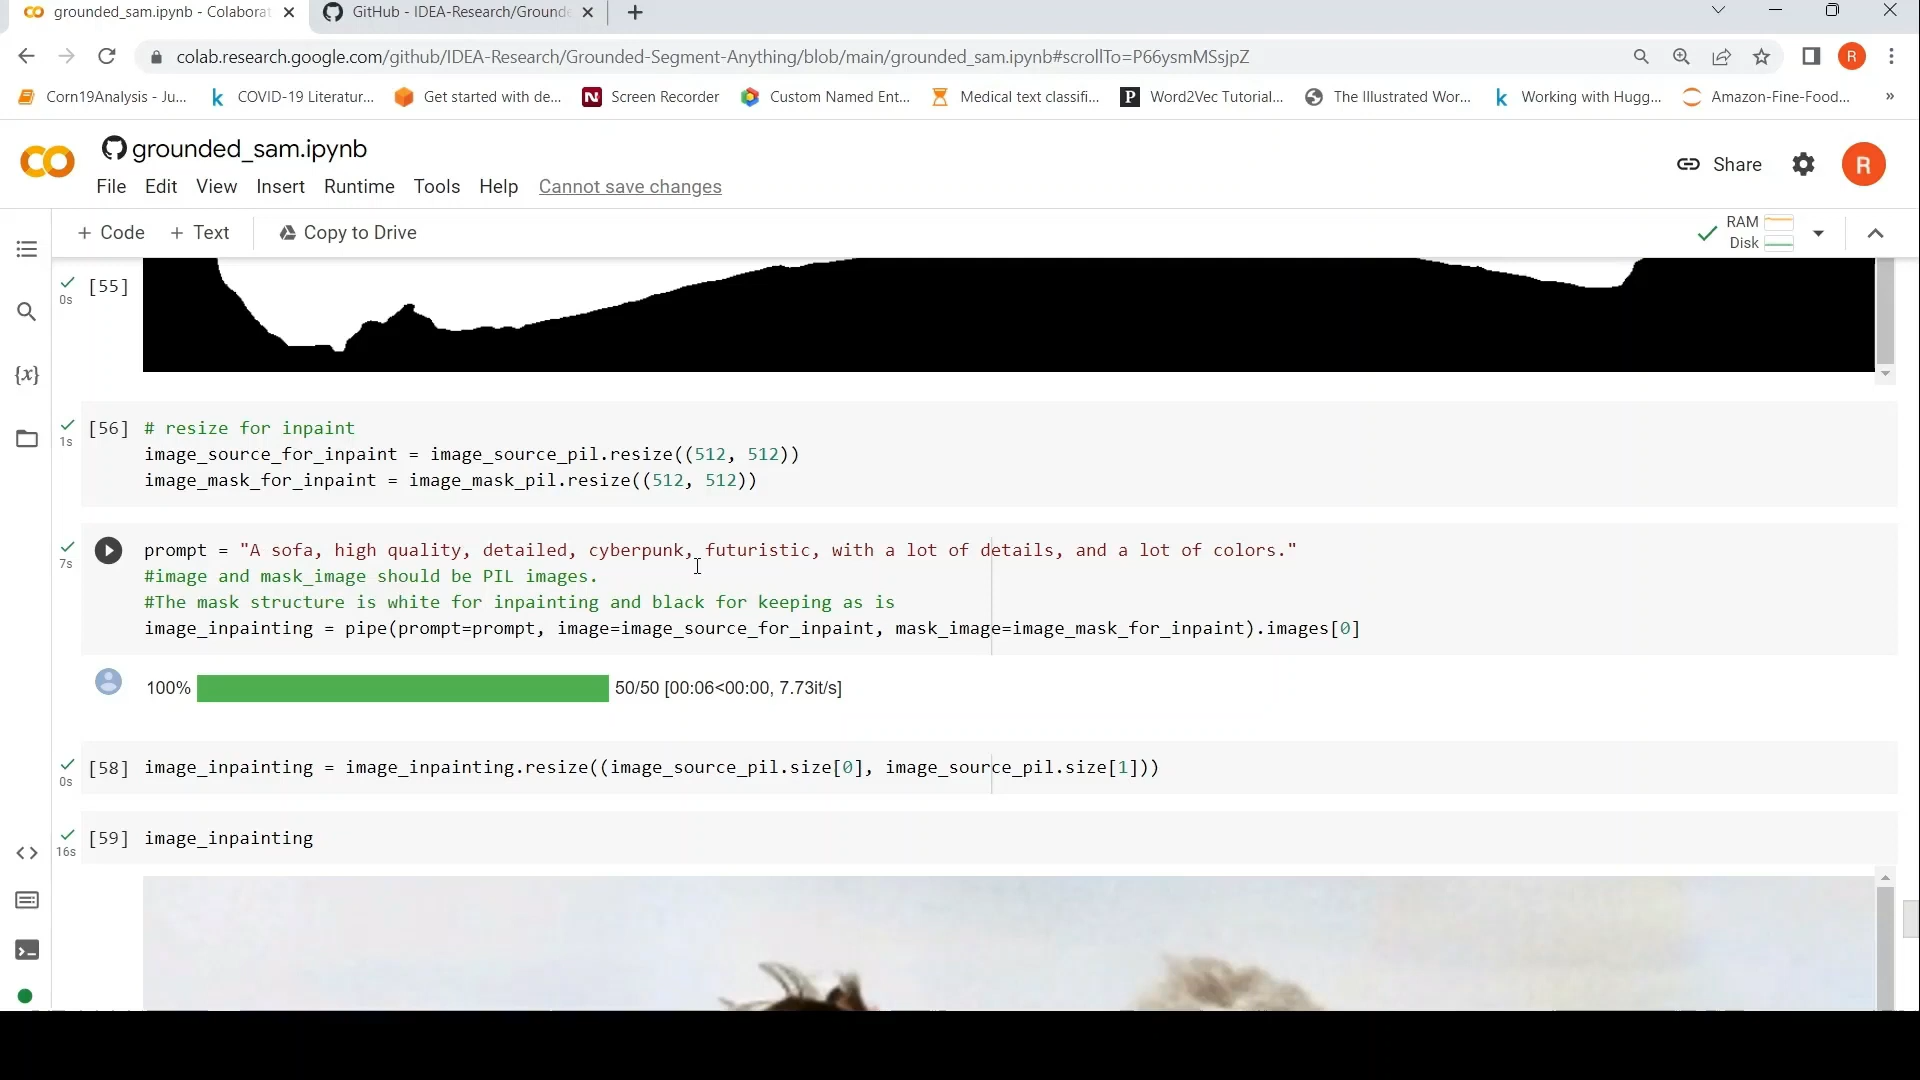 grounded_sam.ipynb - Colaborat
GitHub - IDEA-Research/Grounde
colab.research.google.com/github/IDEA-Research/Grounded-Segment-Anything/blob/main/grounded_sam.ipynb#scrollTo=P66ysmMSsjpZ
R
Corn19Analysis - Ju...
COVID-19 Literatur...
Get started with de...
Screen Recorder
Custom Named Ent...
Medical text classifi...
Word2Vec Tutorial...
The Illustrated Wor...
Working with Hugg...
Amazon-Fine-Food...
»
grounded_sam.ipynb
File Edit View Insert Runtime Tools Help Cannot save changes
Share
R
+ Code + Text Copy to Drive
RAM
Disk
[55]
0s
[56] # resize for inpaint
1s
image_source_for_inpaint = image_source_pil.resize((512, 512))
image_mask_for_inpaint = image_mask_pil.resize((512, 512))
prompt = "A sofa, high quality, detailed, cyberpunk, futuristic, with a lot of details, and a lot of colors."
7s
#image and mask_image should be PIL images.
#The mask structure is white for inpainting and black for keeping as is
image_inpainting = pipe(prompt=prompt, image=image_source_for_inpaint, mask_image=image_mask_for_inpaint).images[0]
100% 50/50 [00:06<00:00, 7.73it/s]
[58] image_inpainting = image_inpainting.resize((image_source_pil.size[0], image_source_pil.size[1]))
0s
[59] image_inpainting
16s
{x}